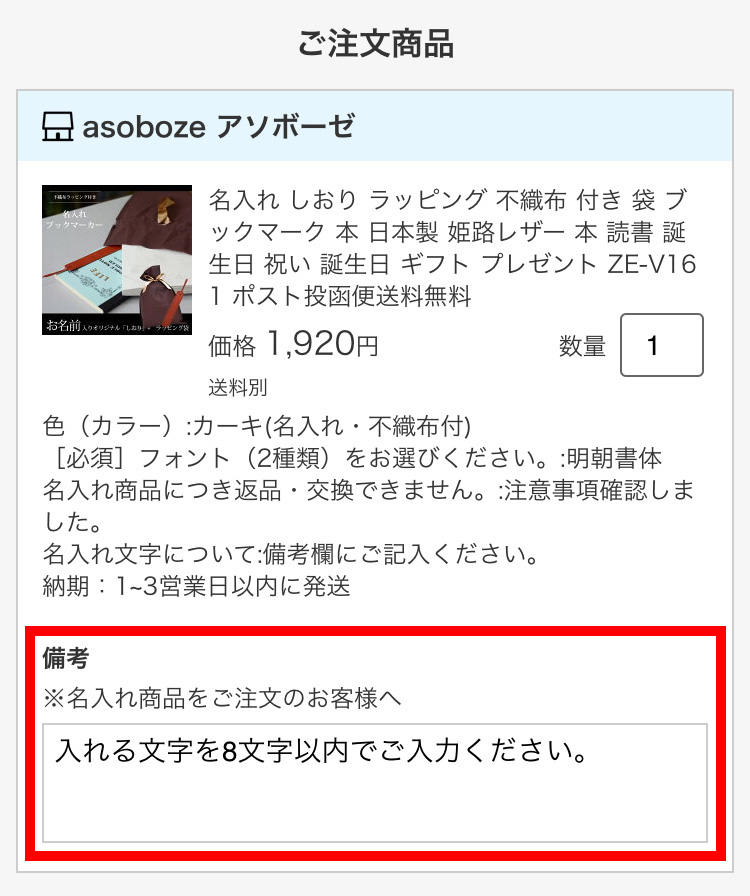 ご注文商品
asoboze アソボーゼ
不織布ラッピング付き
名入れ
ブックマーカー
LIFE
お名前入りオリジナル「しおり」+ ラッピング袋
名入れ しおり ラッピング 不織布 付き 袋 ブ
ックマーク 本 日本製 姫路レザー 本 読書 誕
生日 祝い 誕生日 ギフト プレゼント ZE-V16
1 ポスト投函便送料無料
価格 1,920円 数量 1
送料別
色（カラー）:カーキ(名入れ・不織布付)
［必須］フォント（2種類）をお選びください。:明朝書体
名入れ商品につき返品・交換できません。:注意事項確認しま
した。
名入れ文字について:備考欄にご記入ください。
納期：1~3営業日以内に発送
備考
※名入れ商品をご注文のお客様へ
入れる文字を8文字以内でご入力ください。